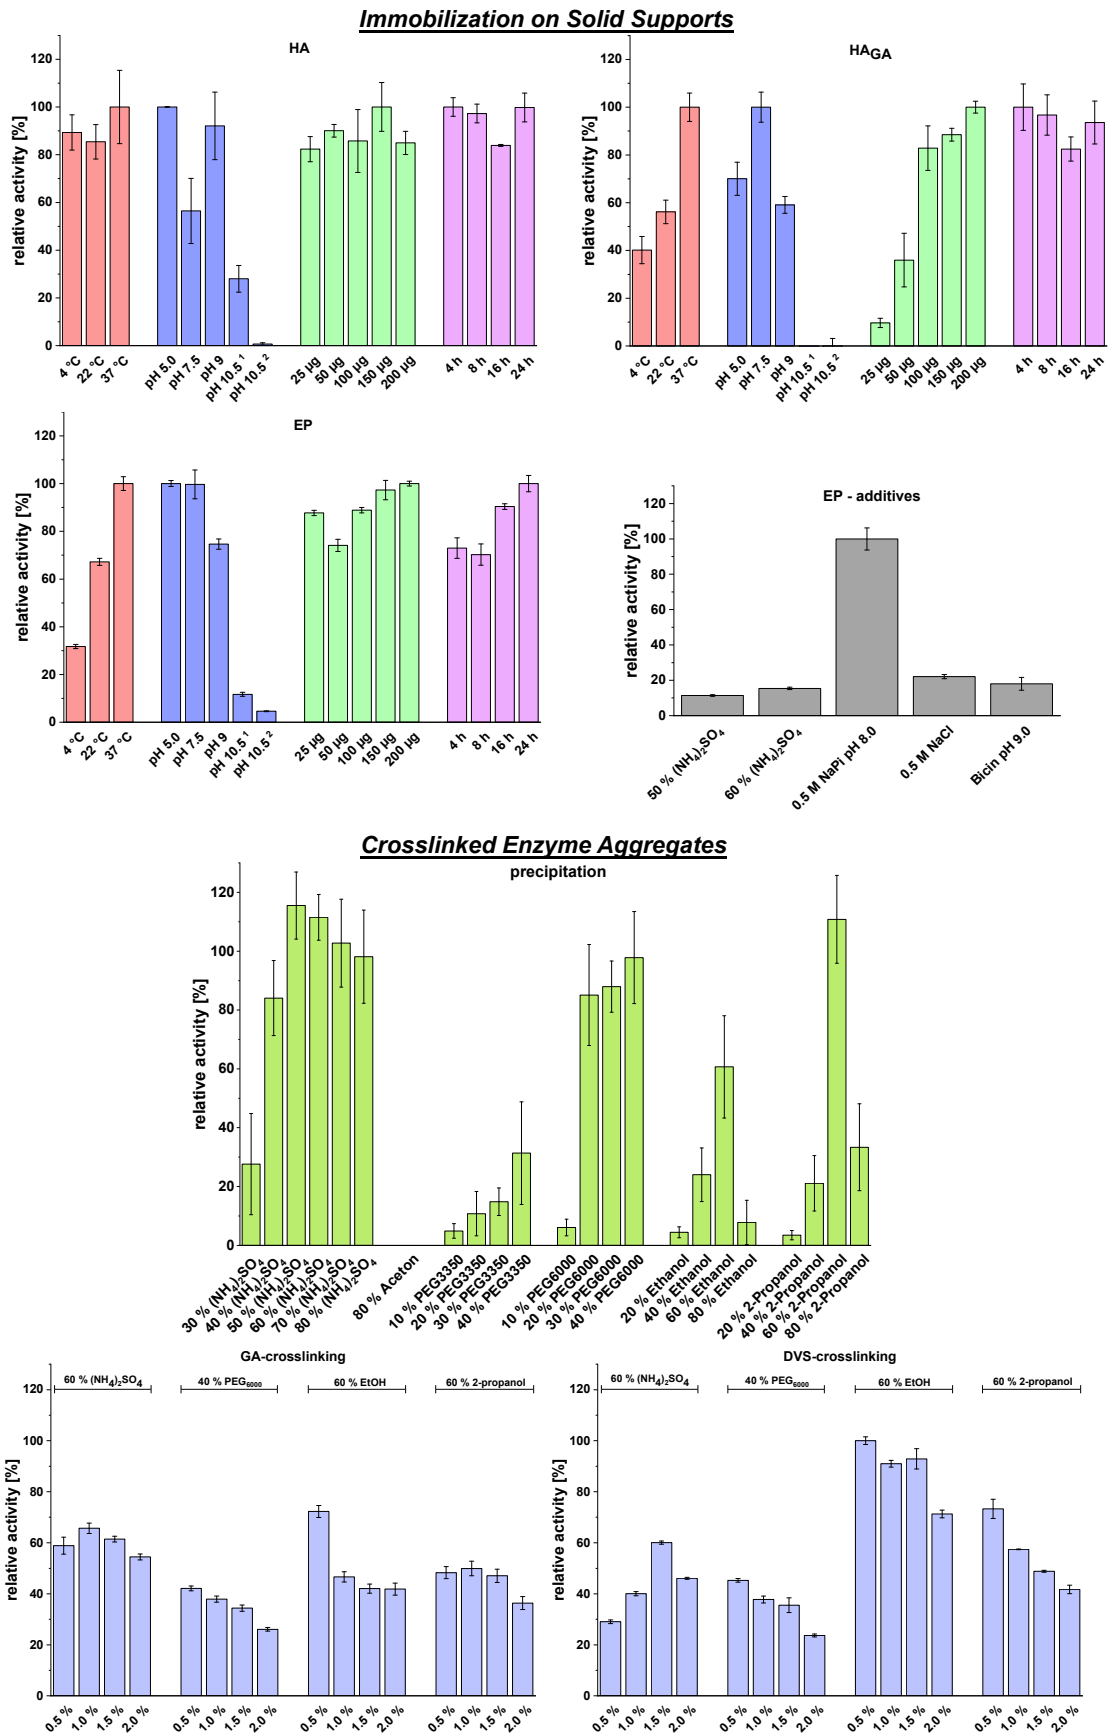 Immobilization on Solid Supports
HA
relative activity [%]
120
100
80
60
40
20
0
4 °C
22 °C
37 °C
pH 5.0
pH 7.5
pH 9
pH 10.5 ¹
pH 10.5 ²
25 µg
50 µg
100 µg
150 µg
200 µg
4 h
8 h
16 h
24 h
HA_GA
relative activity [%]
120
100
80
60
40
20
0
4 °C
22 °C
37 °C
pH 5.0
pH 7.5
pH 9
pH 10.5 ¹
pH 10.5 ²
25 µg
50 µg
100 µg
150 µg
200 µg
4 h
8 h
16 h
24 h
EP
relative activity [%]
120
100
80
60
40
20
0
4 °C
22 °C
37 °C
pH 5.0
pH 7.5
pH 9
pH 10.5 ¹
pH 10.5 ²
25 µg
50 µg
100 µg
150 µg
200 µg
4 h
8 h
16 h
24 h
EP - additives
relative activity [%]
120
100
80
60
40
20
0
50 % (NH₄)₂SO₄
60 % (NH₄)₂SO₄
0.5 M NaPi pH 8.0
0.5 M NaCl
Bicin pH 9.0
Crosslinked Enzyme Aggregates
precipitation
relative activity [%]
120
100
80
60
40
20
0
30 % (NH₄)₂SO₄
40 % (NH₄)₂SO₄
50 % (NH₄)₂SO₄
60 % (NH₄)₂SO₄
70 % (NH₄)₂SO₄
80 % (NH₄)₂SO₄
80 % Aceton
10 % PEG3350
20 % PEG3350
30 % PEG3350
40 % PEG3350
10 % PEG6000
20 % PEG6000
30 % PEG6000
40 % PEG6000
20 % Ethanol
40 % Ethanol
60 % Ethanol
80 % Ethanol
20 % 2-Propanol
40 % 2-Propanol
60 % 2-Propanol
80 % 2-Propanol
GA-crosslinking
60 % (NH₄)₂SO₄
40 % PEG₆₀₀₀
60 % EtOH
60 % 2-propanol
relative activity [%]
120
100
80
60
40
20
0
0.5 %
1.0 %
1.5 %
2.0 %
0.5 %
1.0 %
1.5 %
2.0 %
0.5 %
1.0 %
1.5 %
2.0 %
0.5 %
1.0 %
1.5 %
2.0 %
DVS-crosslinking
60 % (NH₄)₂SO₄
40 % PEG₆₀₀₀
60 % EtOH
60 % 2-propanol
relative activity [%]
120
100
80
60
40
20
0
0.5 %
1.0 %
1.5 %
2.0 %
0.5 %
1.0 %
1.5 %
2.0 %
0.5 %
1.0 %
1.5 %
2.0 %
0.5 %
1.0 %
1.5 %
2.0 %